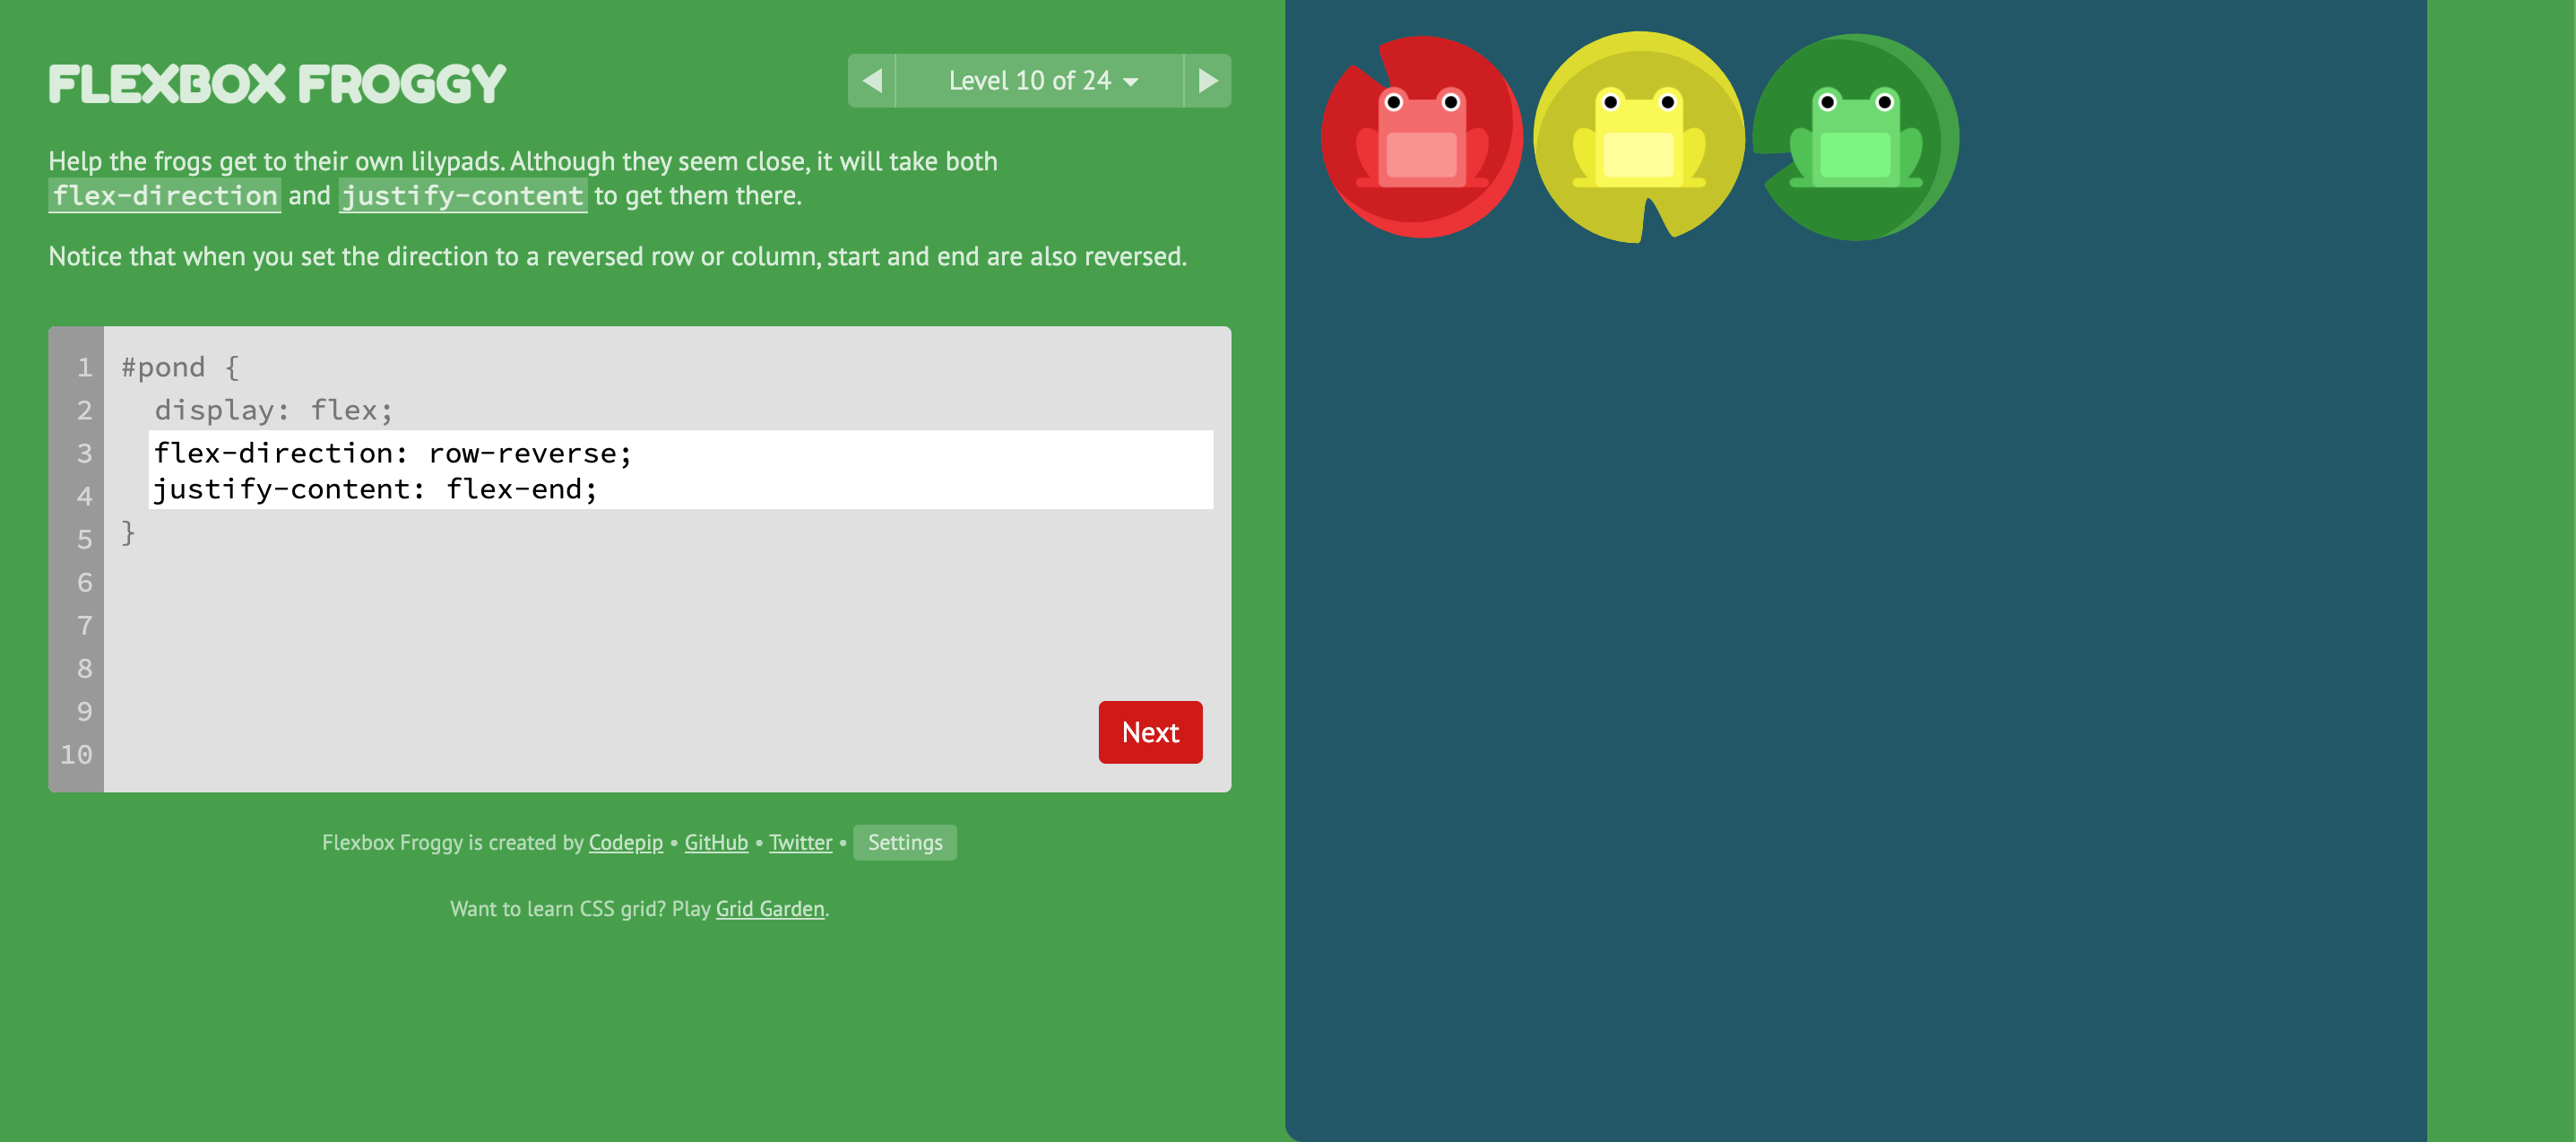 FLEXBOX FROGGY
Level 10 of 24
Help the frogs get to their own lilypads. Although they seem close, it will take both
flex-direction and justify-content to get them there.
Notice that when you set the direction to a reversed row or column, start and end are also reversed.
1 #pond {
2 display: flex;
3 flex-direction: row-reverse;
4 justify-content: flex-end;
5 }
6
7
8
9
10
Next
Flexbox Froggy is created by Codepip • GitHub • Twitter • Settings
Want to learn CSS grid? Play Grid Garden.